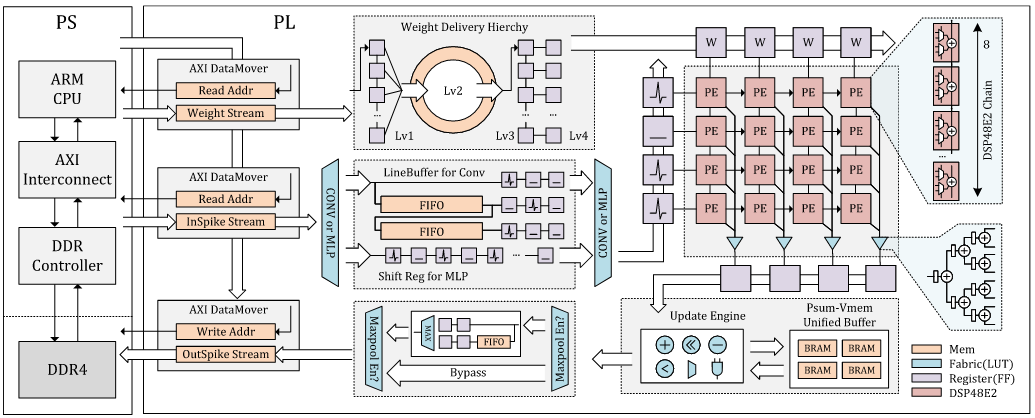 PS
ARM
CPU
AXI
Interconnect
DDR
Controller
DDR4
PL
AXI DataMover
Read Addr
Weight Stream
AXI DataMover
Read Addr
InSpike Stream
AXI DataMover
Write Addr
OutSpike Stream
Weight Delivery Hierchy
...
...
...
Lv1
Lv2
Lv3
Lv4
CONV or MLP
LineBuffer for Conv
FIFO
FIFO
...
Shift Reg for MLP
CONV or MLP
Maxpool En?
MAX
FIFO
Bypass
Maxpool En?
W W W W
PE PE PE PE
PE PE PE PE
PE PE PE PE
PE PE PE PE
8
...
DSP48E2 Chain
Update Engine
Psum-Vmem
Unified Buffer
BRAM BRAM
BRAM BRAM
Mem
Fabric(LUT)
Register(FF)
DSP48E2